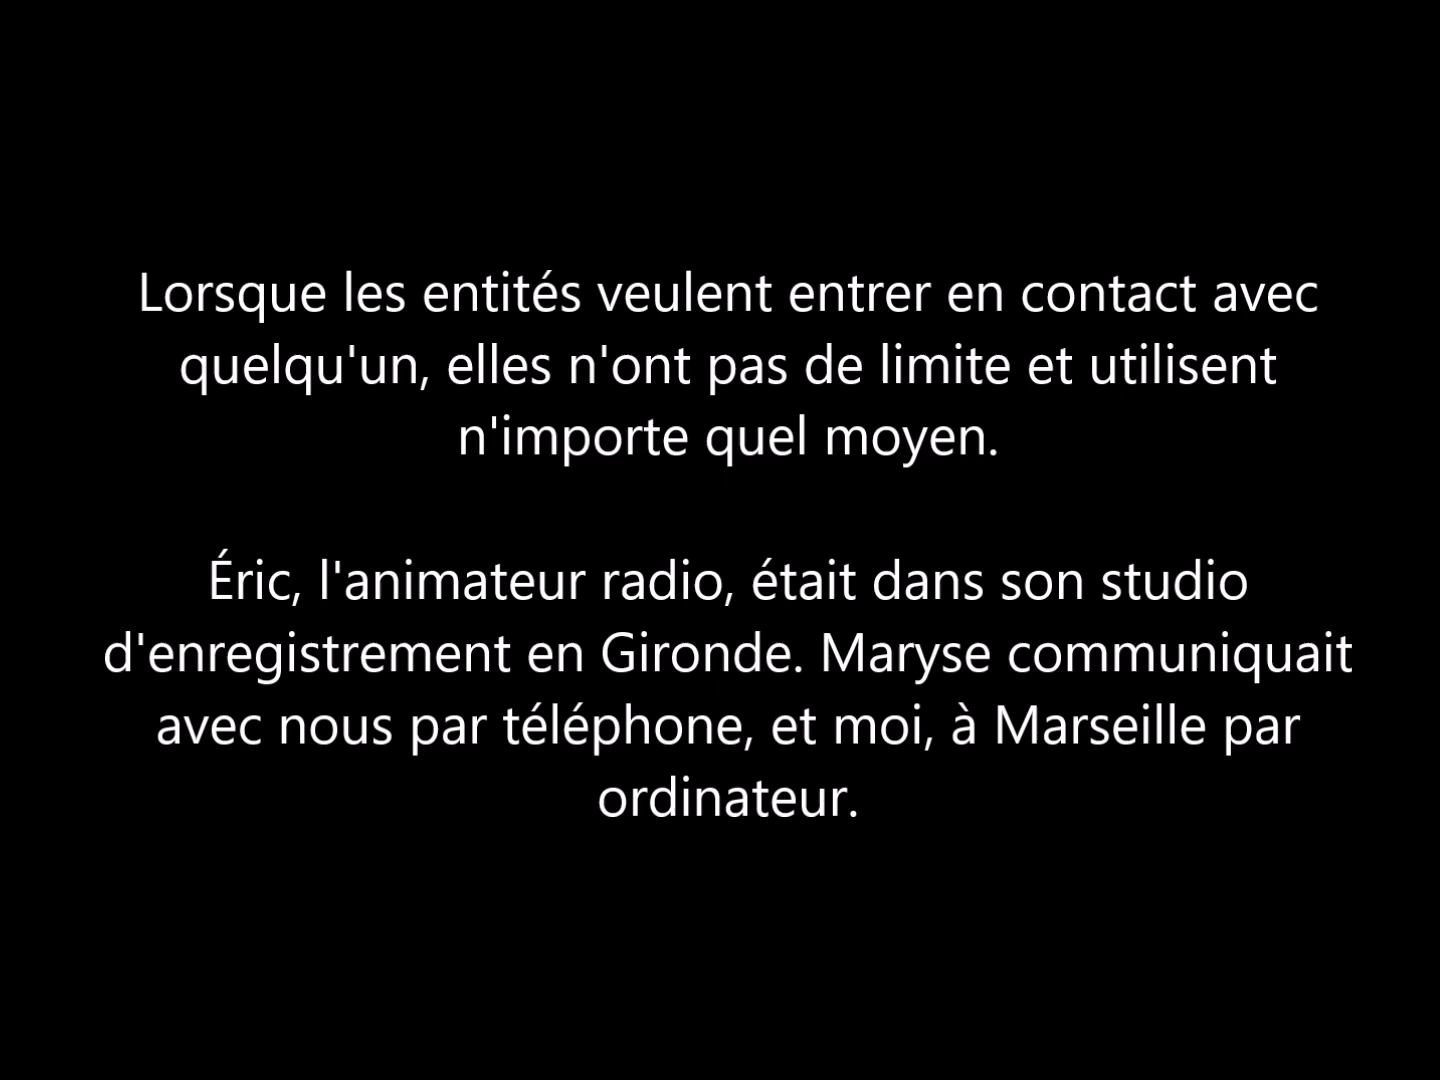 Lorsque les entités veulent entrer en contact avec
quelqu'un, elles n'ont pas de limite et utilisent
n'importe quel moyen.
Éric, l'animateur radio, était dans son studio
d'enregistrement en Gironde. Maryse communiquait
avec nous par téléphone, et moi, à Marseille par
ordinateur.